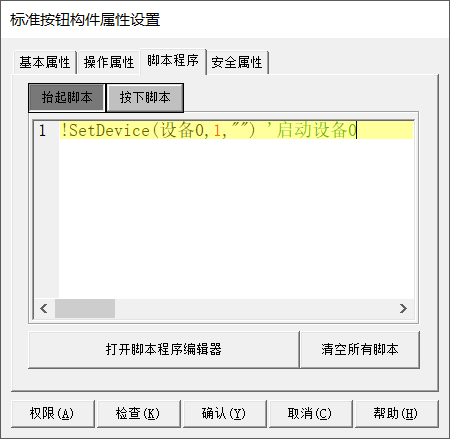 标准按钮构件属性设置
基本属性 操作属性 脚本程序 安全属性
抬起脚本 按下脚本
1 !SetDevice(设备0,1,"") '启动设备0
打开脚本程序编辑器 清空所有脚本
权限(A) 检查(K) 确认(Y) 取消(C) 帮助(H)